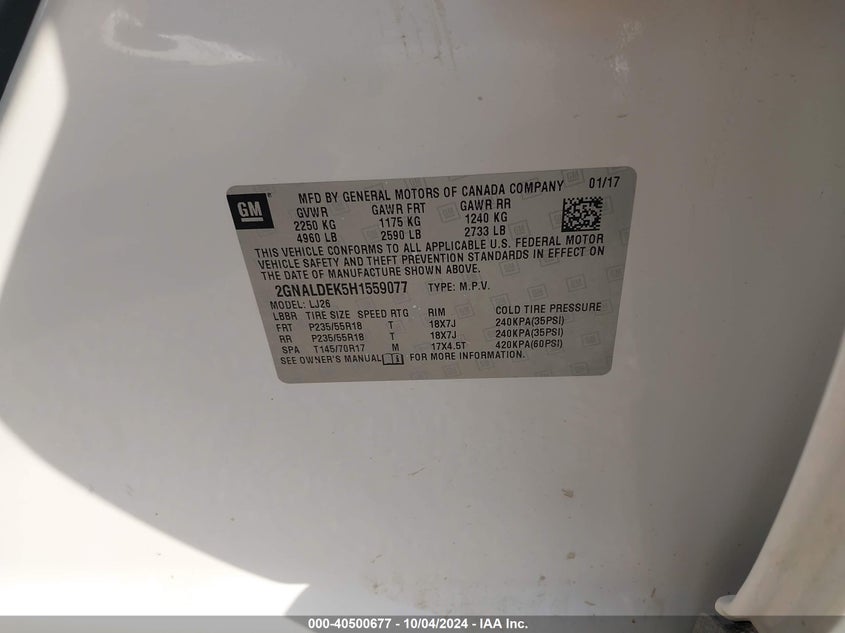 GM
MFD BY GENERAL MOTORS OF CANADA COMPANY 01/17
GVWR GAWR FRT GAWR RR
2250 KG 1175 KG 1240 KG
4960 LB 2590 LB 2733 LB
THIS VEHICLE CONFORMS TO ALL APPLICABLE U.S. FEDERAL MOTOR
VEHICLE SAFETY AND THEFT PREVENTION STANDARDS IN EFFECT ON
THE DATE OF MANUFACTURE SHOWN ABOVE.
2GNALDEK5H1559077 TYPE: M.P.V.
MODEL: LJ26
LBBR TIRE SIZE SPEED RTG RIM COLD TIRE PRESSURE
FRT P235/55R18 T 18X7J 240KPA(35PSI)
RR P235/55R18 T 18X7J 240KPA(35PSI)
SPA T145/70R17 M 17X4.5T 420KPA(60PSI)
SEE OWNER'S MANUAL FOR MORE INFORMATION.
000-40500677 - 10/04/2024 - IAA Inc.